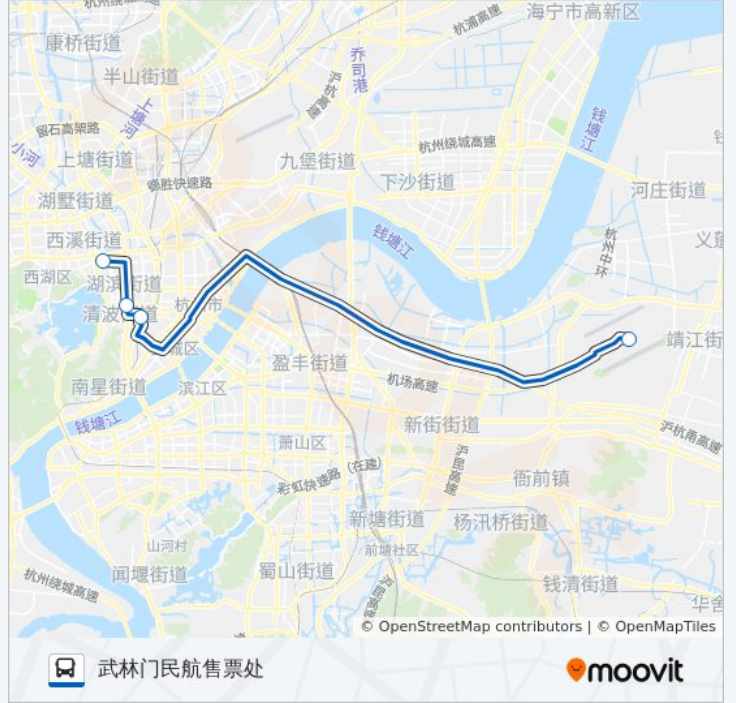 杭州绕城高速
海宁市高新区
杭浦高速
康桥街道
乔司港
半山街道
沪杭高速
上塘河
留石高架路
钱塘江
小河
上塘街道
九堡街道
杭州绕城高速
德胜快速路
下沙街道
河庄街道
湖墅街道
西溪街道
钱塘江
杭州中环
义蓬
西湖区
湖滨街道
清波街道
杭州市
靖江街
城区
盈丰街道
南星街道
滨江区
机场高速
钱塘江
新街街道
沪杭甬高速
萧山区
沪昆高速
彩虹快速路（在建）
衙前镇
新塘街道
杨汛桥街道
山河村
前塘社区
杭州绕城高速
闻堰街道
蜀山街道
沪昆高速
钱清街道
华舍
© OpenStreetMap contributors | © OpenMapTiles
武林门民航售票处
moovit